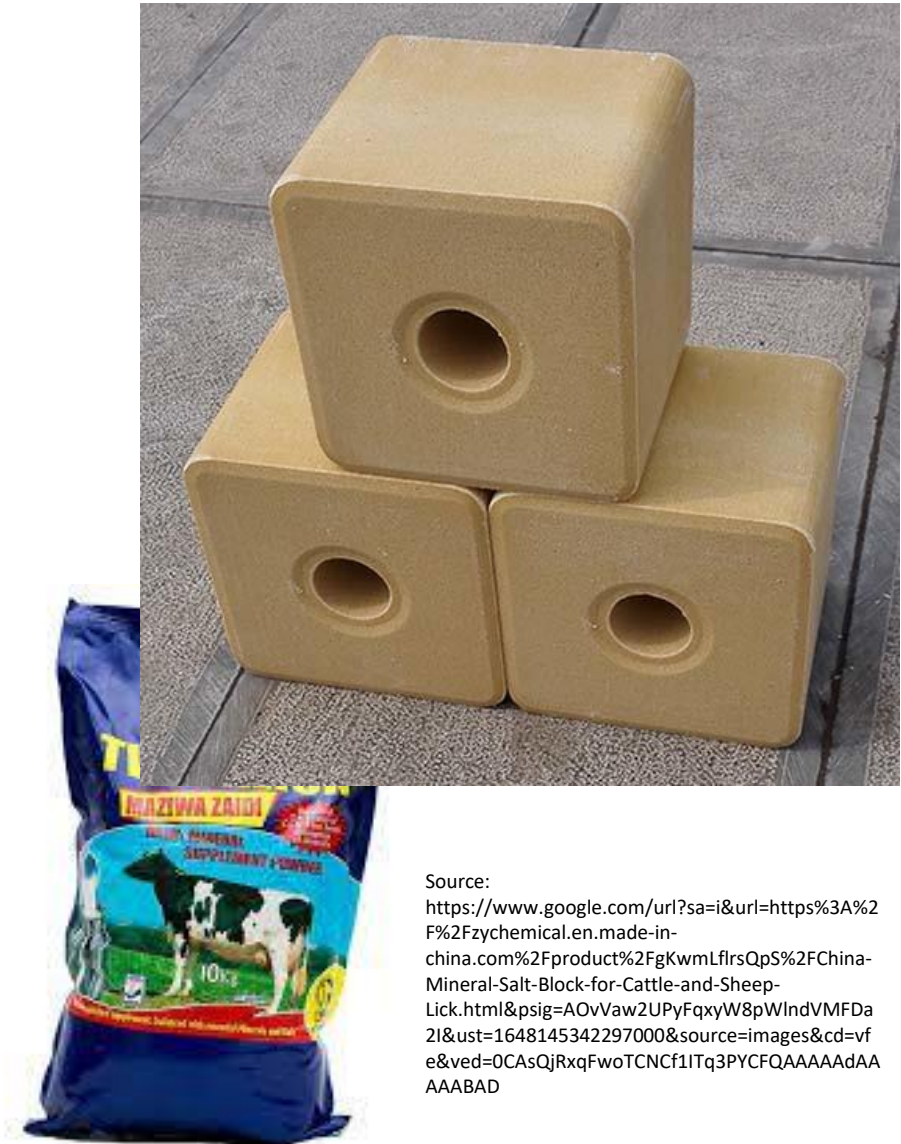 MAZIWA ZAIDI
MINERAL
SUPPLEMENT POWDER
10KG
Source:
https://www.google.com/url?sa=i&url=https%3A%2
F%2Fzychemical.en.made-in-
china.com%2Fproduct%2FgKwmLflrsQpS%2FChina-
Mineral-Salt-Block-for-Cattle-and-Sheep-
Lick.html&psig=AOvVaw2UPyFqxyW8pWlndVMFDa
2I&ust=1648145342297000&source=images&cd=vf
e&ved=0CAsQjRxqFwoTCNCf1ITq3PYCFQAAAAAdAA
AAABAD